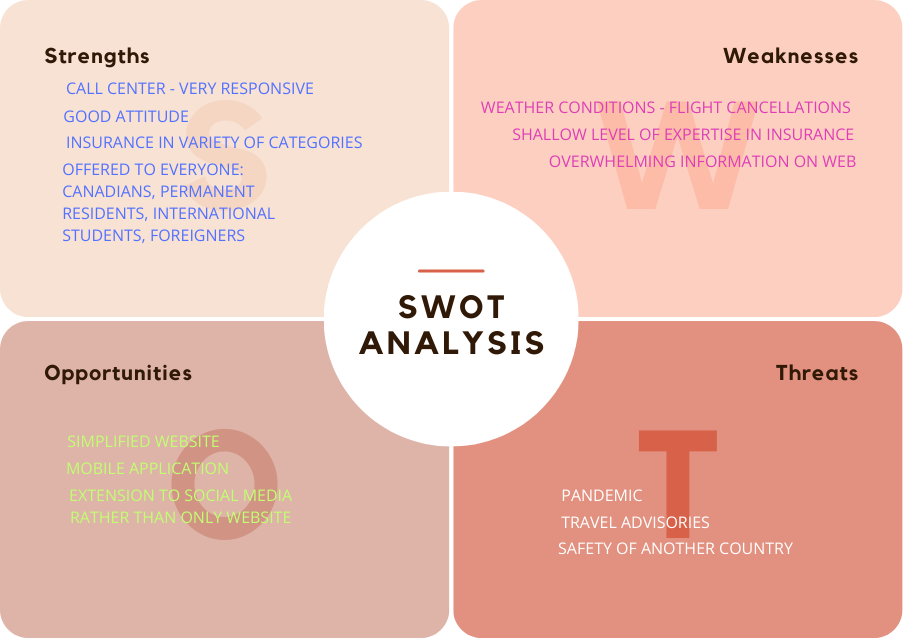 Strengths
CALL CENTER - VERY RESPONSIVE
GOOD ATTITUDE
INSURANCE IN VARIETY OF CATEGORIES
OFFERED TO EVERYONE:
CANADIANS, PERMANENT
RESIDENTS, INTERNATIONAL
STUDENTS, FOREIGNERS
S
Weaknesses
WEATHER CONDITIONS - FLIGHT CANCELLATIONS
SHALLOW LEVEL OF EXPERTISE IN INSURANCE
OVERWHELMING INFORMATION ON WEB
W
SWOT
ANALYSIS
Opportunities
SIMPLIFIED WEBSITE
MOBILE APPLICATION
EXTENSION TO SOCIAL MEDIA
RATHER THAN ONLY WEBSITE
O
Threats
T
PANDEMIC
TRAVEL ADVISORIES
SAFETY OF ANOTHER COUNTRY